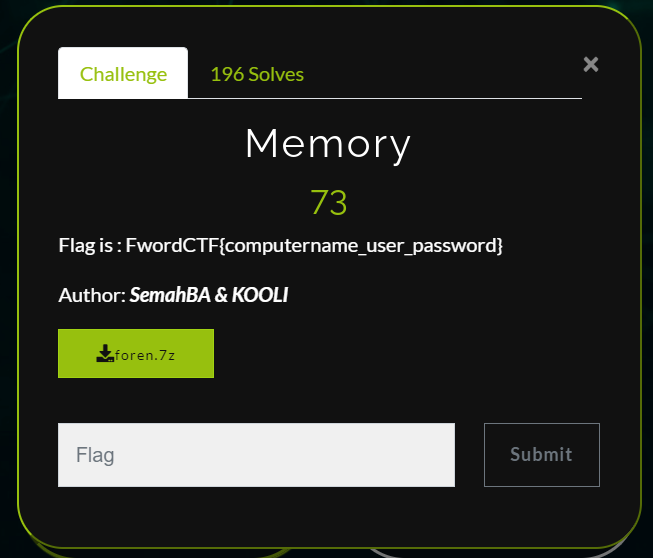 Challenge
196 Solves
×
Memory
73
Flag is : FwordCTF{computername_user_password}
Author: SemahBA & KOOLI
foren.7z
Flag
Submit